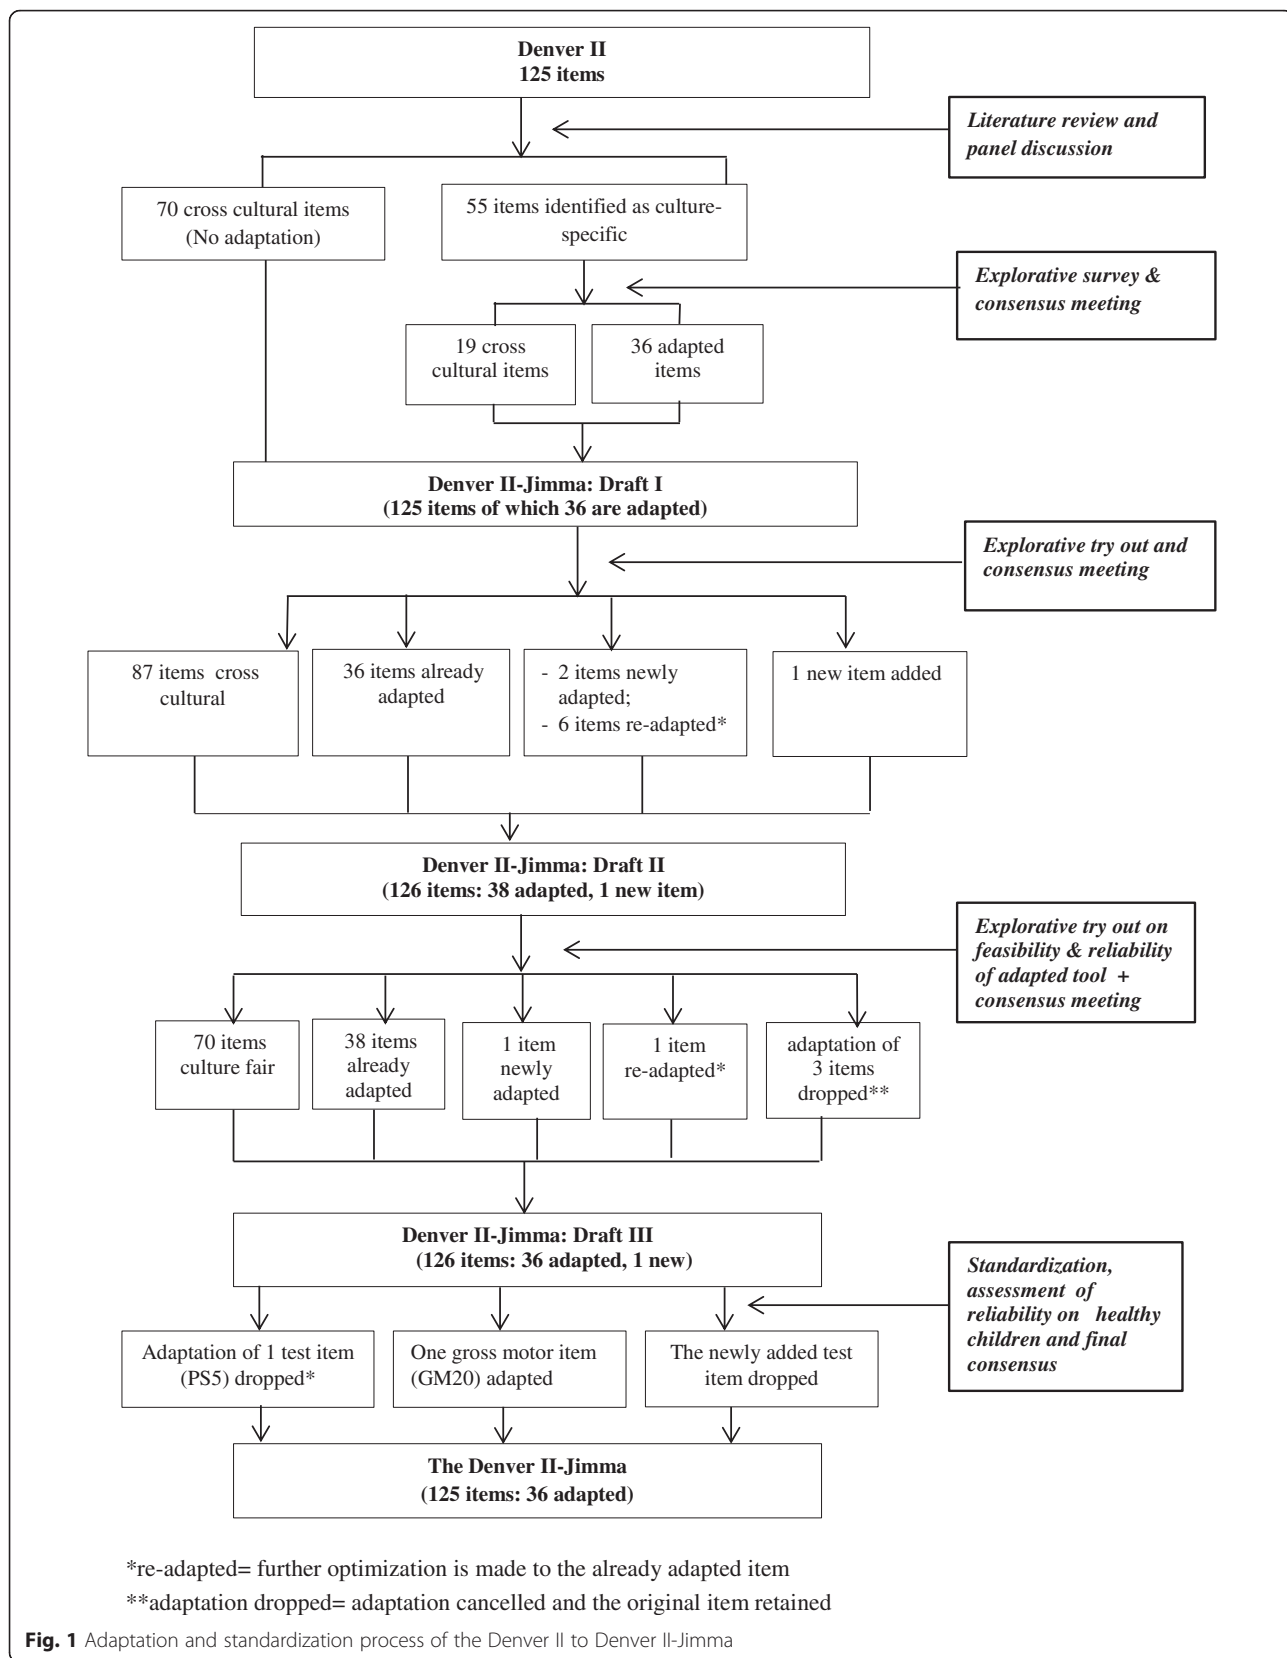 Denver II
125 items
Literature review and
panel discussion
70 cross cultural items
(No adaptation)
55 items identified as culture-
specific
Explorative survey &
consensus meeting
19 cross
cultural items
36 adapted
items
Denver II-Jimma: Draft I
(125 items of which 36 are adapted)
Explorative try out and
consensus meeting
87 items cross
cultural
36 items already
adapted
- 2 items newly
adapted;
- 6 items re-adapted*
1 new item added
Denver II-Jimma: Draft II
(126 items: 38 adapted, 1 new item)
Explorative try out on
feasibility & reliability
of adapted tool +
consensus meeting
70 items
culture fair
38 items
already
adapted
1 item
newly
adapted
1 item
re-adapted*
adaptation of
3 items
dropped**
Denver II-Jimma: Draft III
(126 items: 36 adapted, 1 new)
Standardization,
assessment of
reliability on healthy
children and final
consensus
Adaptation of 1 test item
(PS5) dropped*
One gross motor item
(GM20) adapted
The newly added test
item dropped
The Denver II-Jimma
(125 items: 36 adapted)
*re-adapted= further optimization is made to the already adapted item
**adaptation dropped= adaptation cancelled and the original item retained
Fig. 1 Adaptation and standardization process of the Denver II to Denver II-Jimma